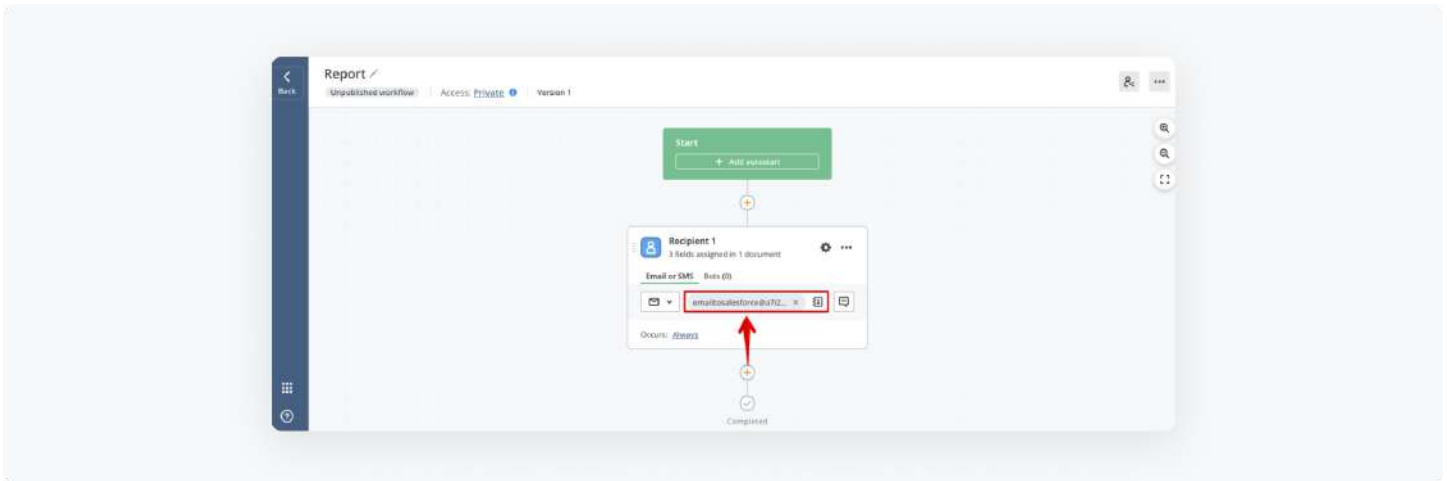 Report
Back
Unpublished workflow Access: Private Version 1
Start
+ Add autostart
Recipient 1
3 fields assigned in 1 document
Email or SMS Bots (0)
emailtosalesforce@a7i2...
Occurs: Always
Completed